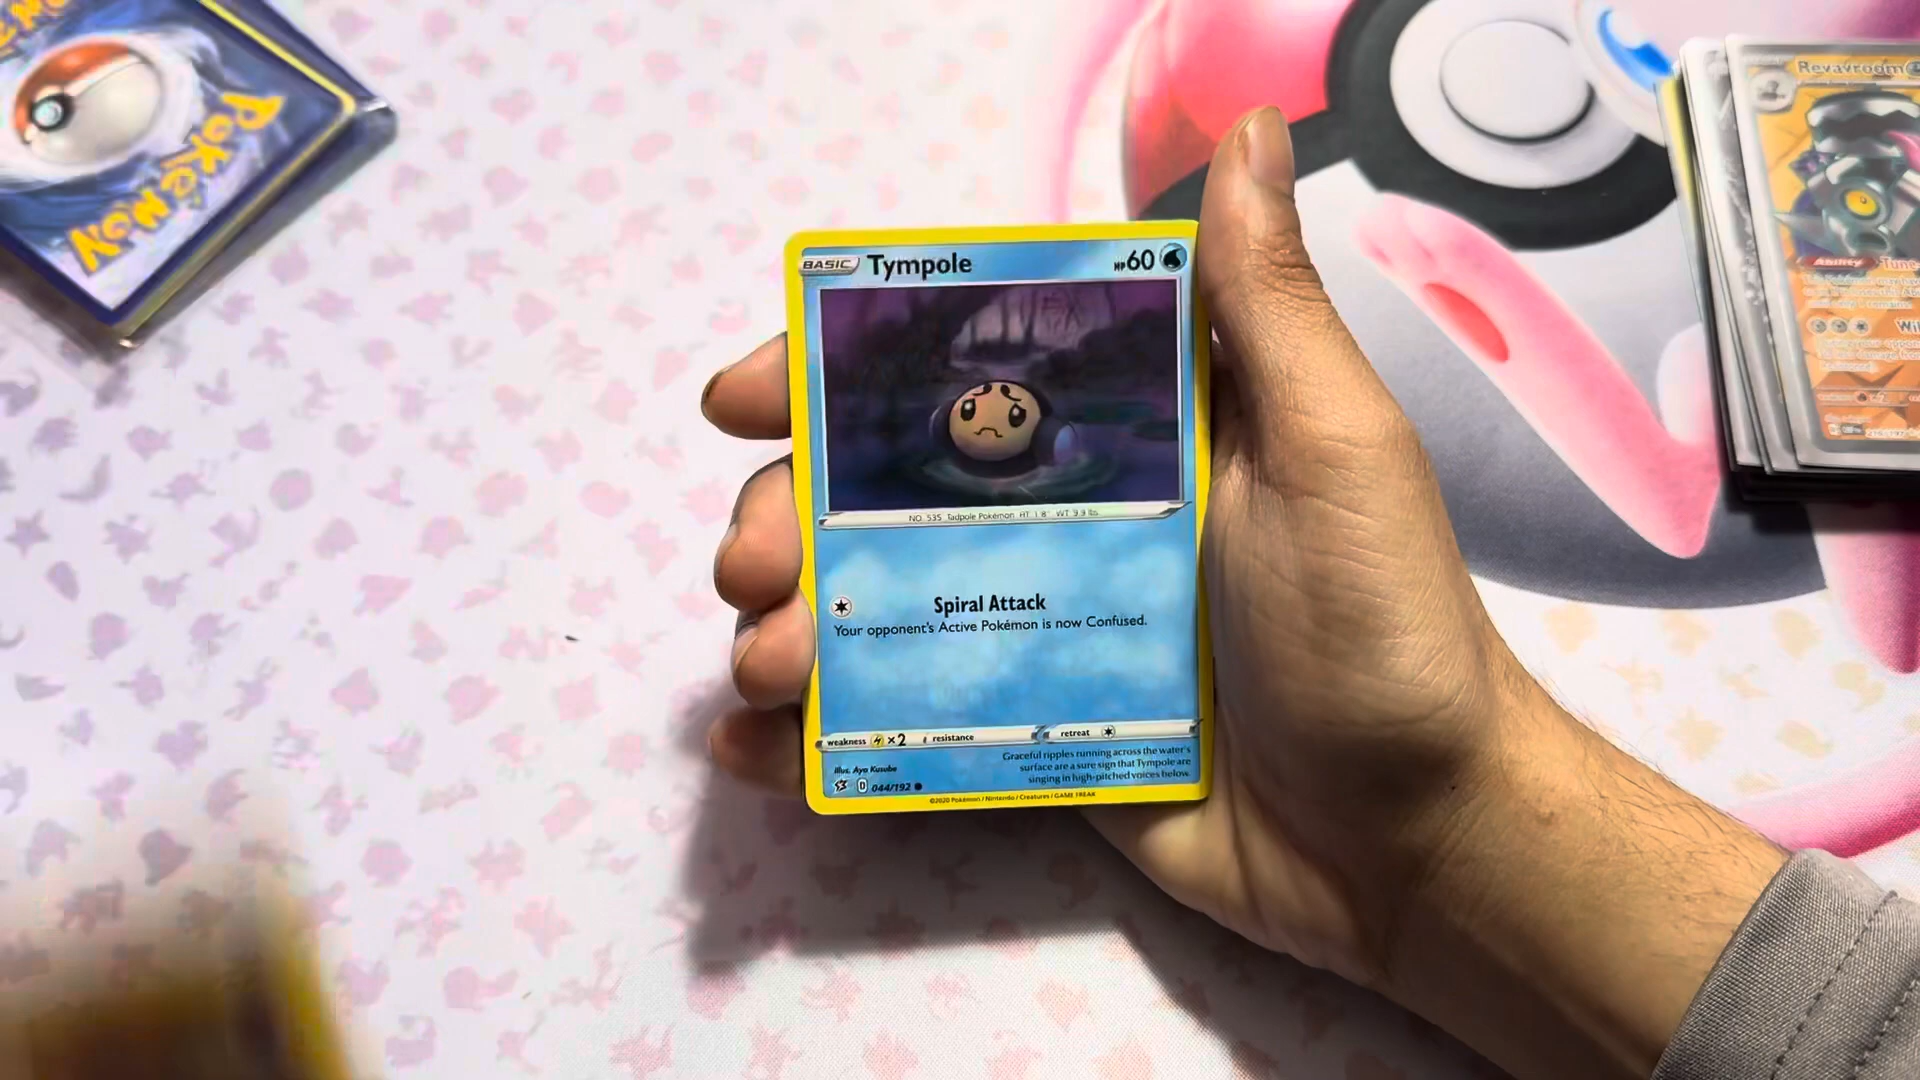 POKéMON
BASIC Tympole HP 60
NO. 535 Tadpole Pokémon HT 1'8" WT 9.9 lbs.
Spiral Attack
Your opponent's Active Pokémon is now Confused.
weakness ×2 resistance retreat
Graceful ripples running across the water's
surface are a sure sign that Tympole are
singing in high-pitched voices below.
Illus. Aya Kusube
D 044/192
©2020 Pokémon / Nintendo / Creatures / GAME FREAK
Revavroom
Ability Tune-